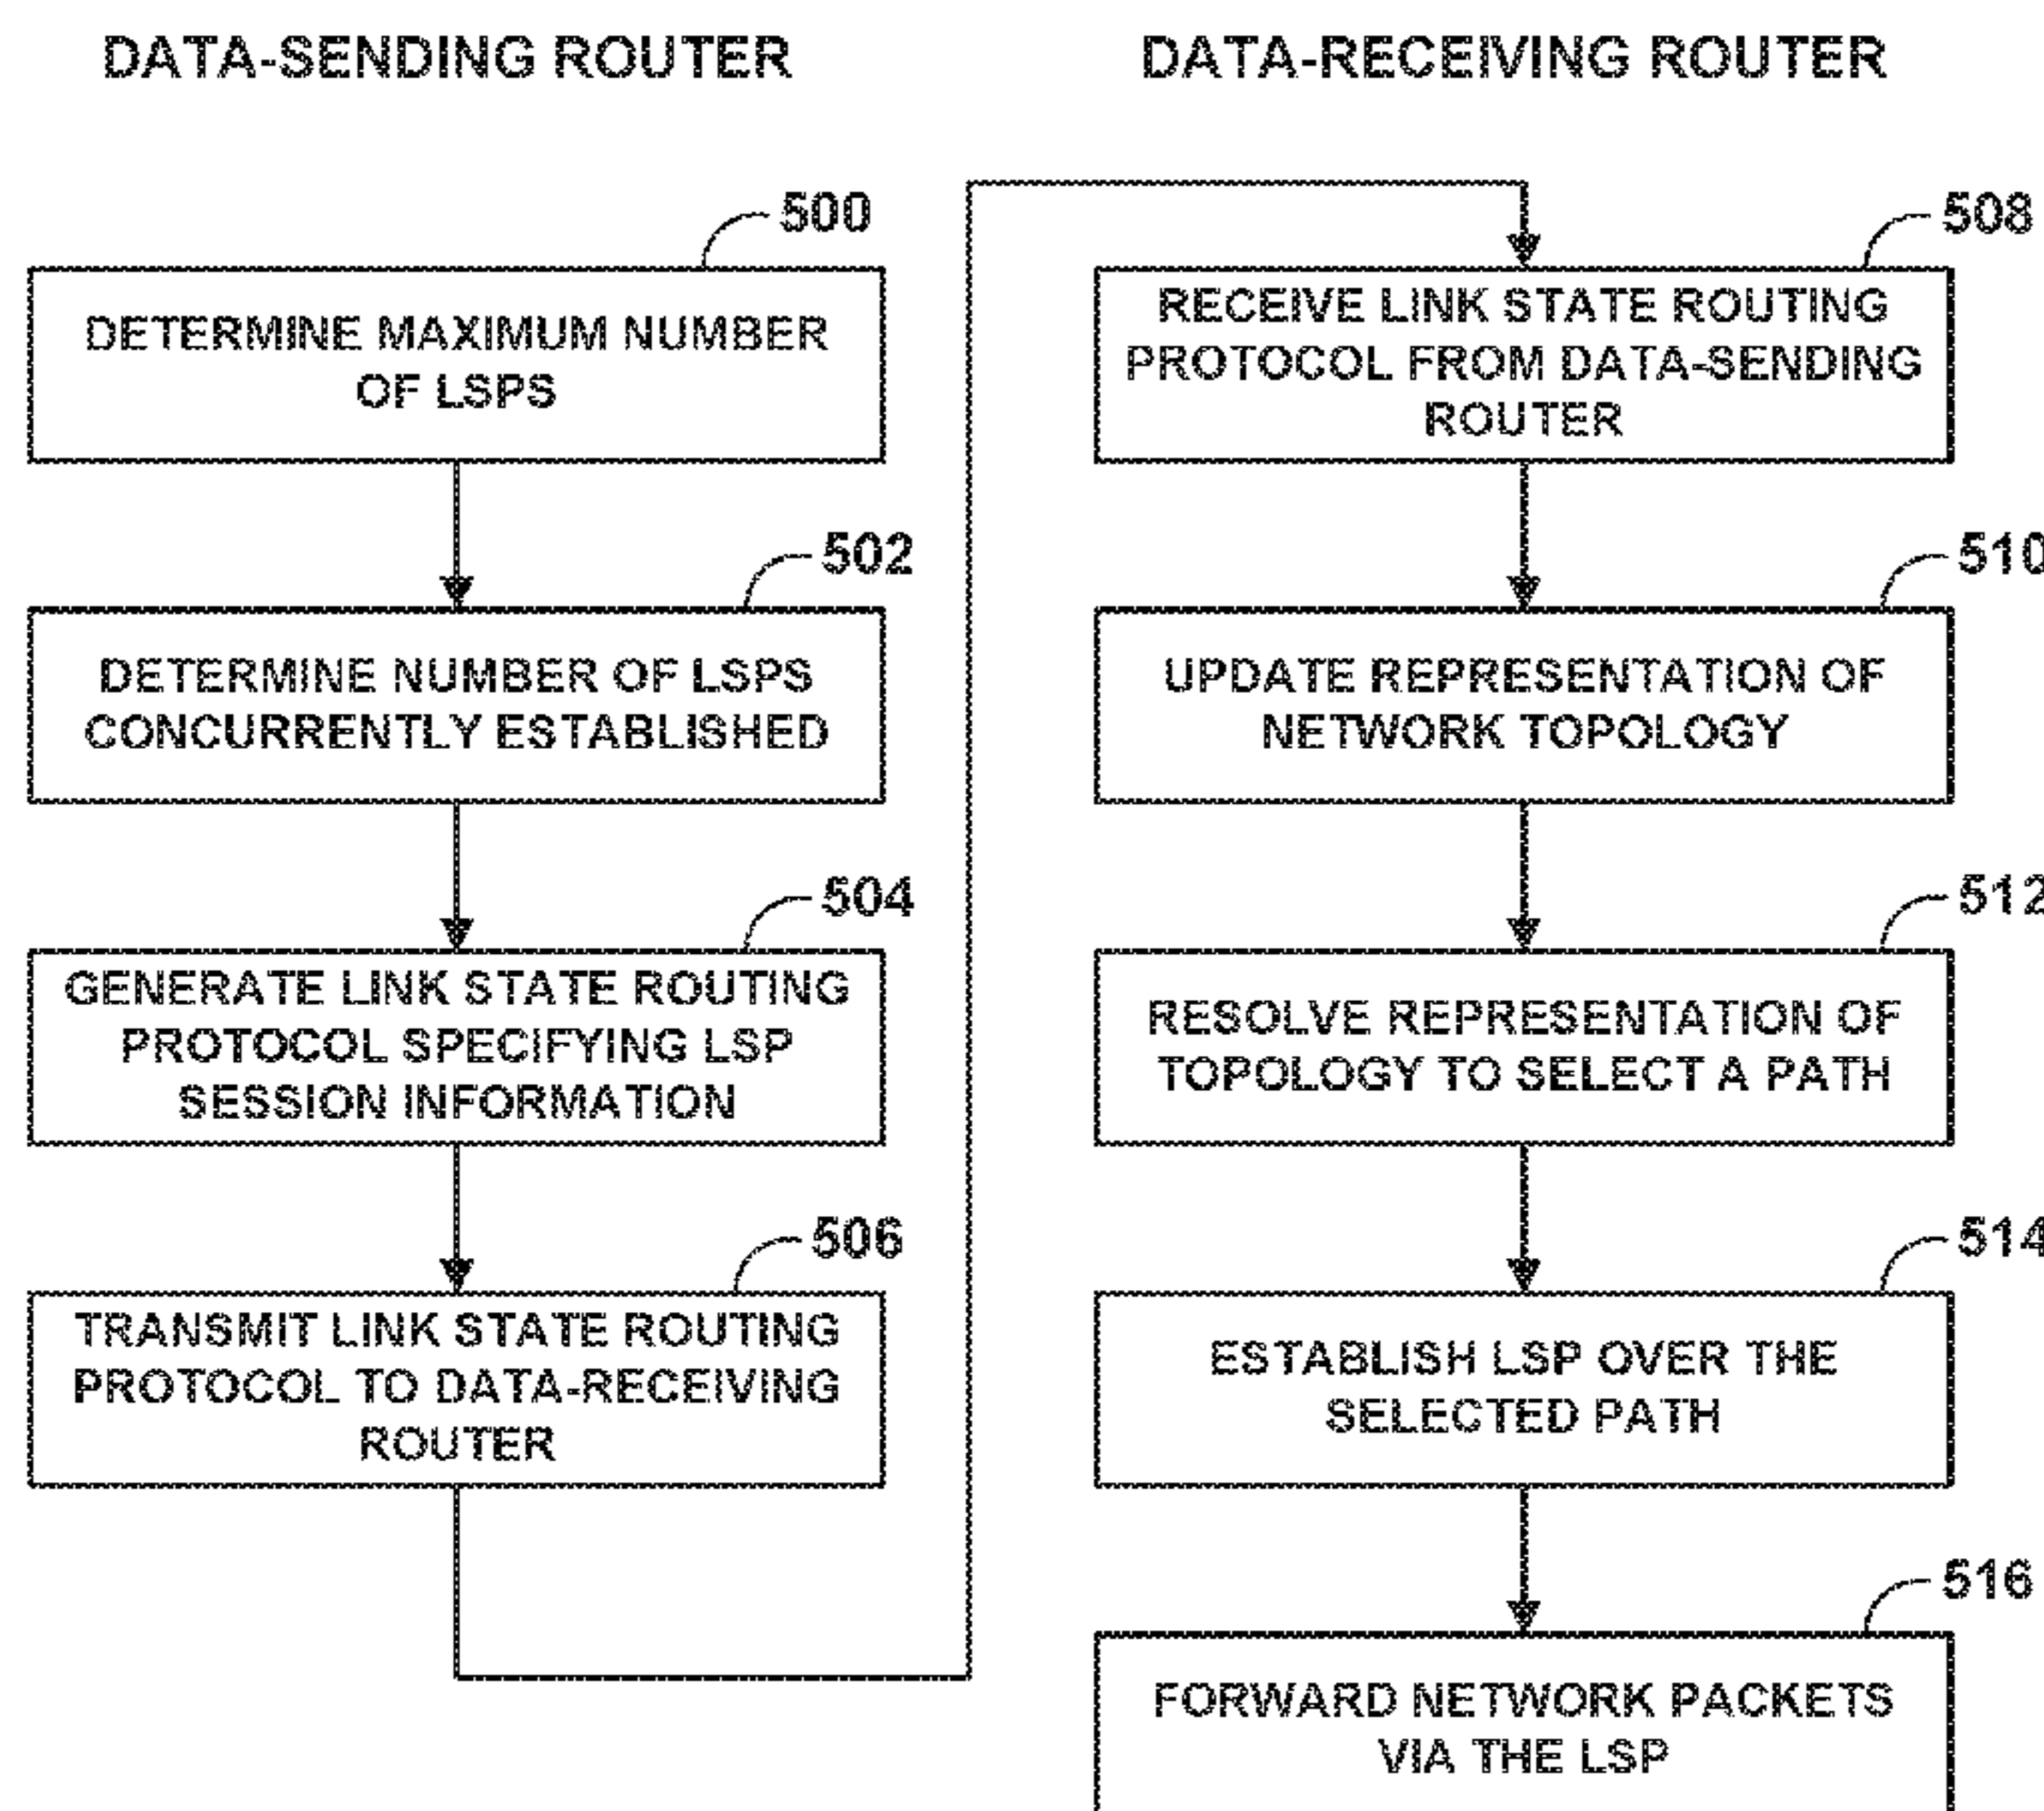 DATA-SENDING ROUTER
500
DETERMINE MAXIMUM NUMBER
OF LSPS
502
DETERMINE NUMBER OF LSPS
CONCURRENTLY ESTABLISHED
504
GENERATE LINK STATE ROUTING
PROTOCOL SPECIFYING LSP
SESSION INFORMATION
506
TRANSMIT LINK STATE ROUTING
PROTOCOL TO DATA-RECEIVING
ROUTER
DATA-RECEIVING ROUTER
508
RECEIVE LINK STATE ROUTING
PROTOCOL FROM DATA-SENDING
ROUTER
510
UPDATE REPRESENTATION OF
NETWORK TOPOLOGY
512
RESOLVE REPRESENTATION OF
TOPOLOGY TO SELECT A PATH
514
ESTABLISH LSP OVER THE
SELECTED PATH
516
FORWARD NETWORK PACKETS
VIA THE LSP